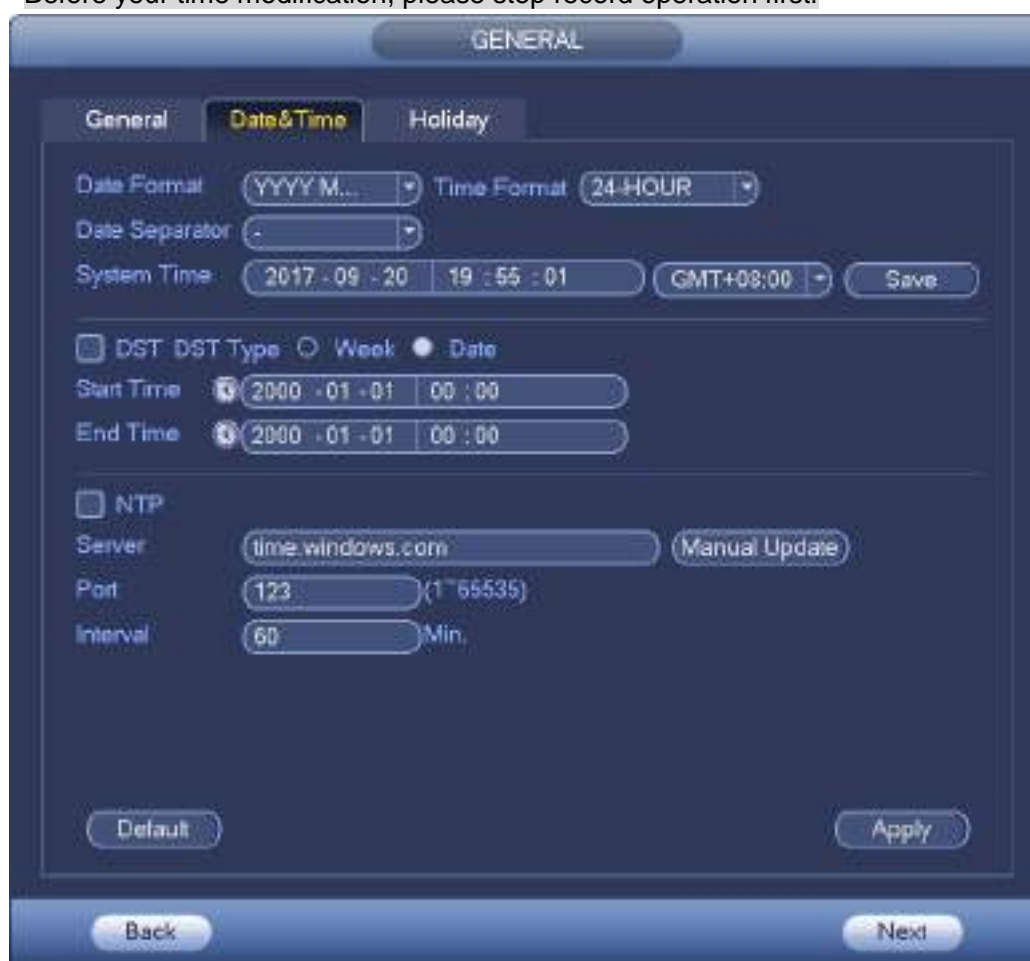 Before your time modification, please stop record operation first.
GENERAL
General Date&Time Holiday
Date Format YYYY M... Time Format 24-HOUR
Date Separator -
System Time 2017 - 09 - 20 19 : 55 : 01 GMT+08:00 Save
DST DST Type Week Date
Start Time 2000 - 01 - 01 00 : 00
End Time 2000 - 01 - 01 00 : 00
NTP
Server time.windows.com Manual Update
Port 123 (1~65535)
Interval 60 Min.
Default Apply
Back Next